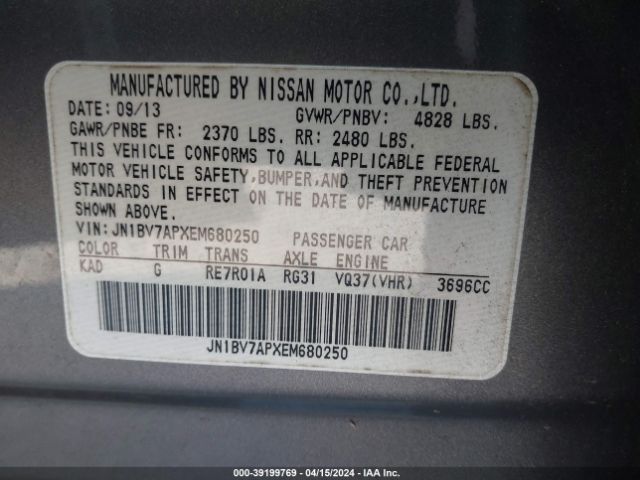 MANUFACTURED BY NISSAN MOTOR CO.,LTD.
DATE: 09/13 GVWR/PNBV: 4828 LBS.
GAWR/PNBE FR: 2370 LBS. RR: 2480 LBS.
THIS VEHICLE CONFORMS TO ALL APPLICABLE FEDERAL
MOTOR VEHICLE SAFETY,BUMPER,AND THEFT PREVENTION
STANDARDS IN EFFECT ON THE DATE OF MANUFACTURE
SHOWN ABOVE.
VIN:JN1BV7APXEM680250 PASSENGER CAR
COLOR TRIM TRANS AXLE ENGINE
KAD G RE7R01A RG31 VQ37(VHR) 3696CC
JN1BV7APXEM680250
000-39199769 - 04/15/2024 - IAA Inc.